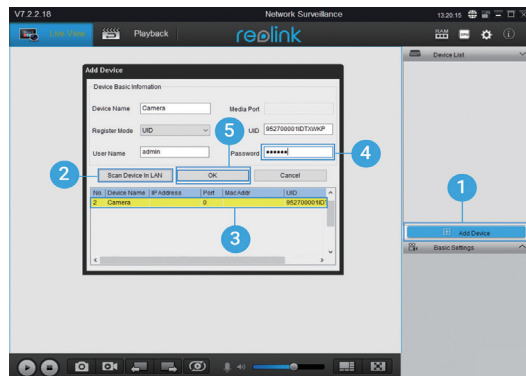 V7.2.2.18 Network Surveillance 13:20:15
Live View Playback reolink
Device List
Add Device
Device Basic Information
Device Name Camera Media Port
Register Mode UID UID 952700001IDTXWKP
User Name admin Password ••••••
5
4
2
Scan Device In LAN OK Cancel
No. Device Name IP Address Port MacAddr UID
2 Camera 0 952700001ID
3
1
Add Device
Basic Settings